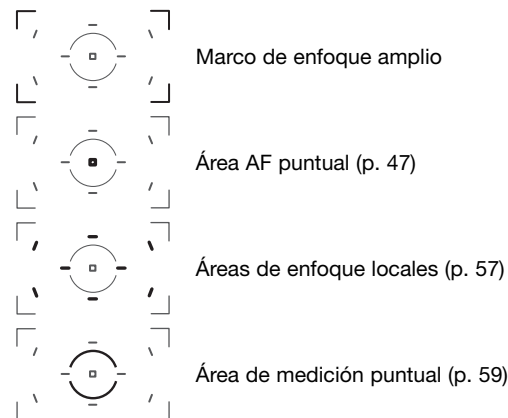 Marco de enfoque amplio
Área AF puntual (p. 47)
Áreas de enfoque locales (p. 57)
Área de medición puntual (p. 59)